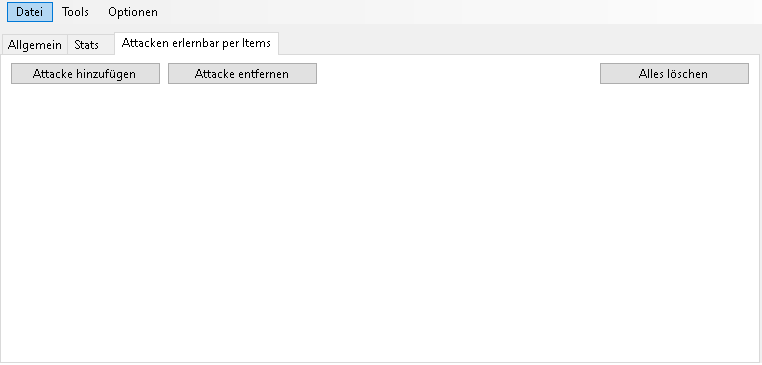 Datei Tools Optionen
Allgemein Stats Attacken erlernbar per Items
Attacke hinzufügen Attacke entfernen Alles löschen